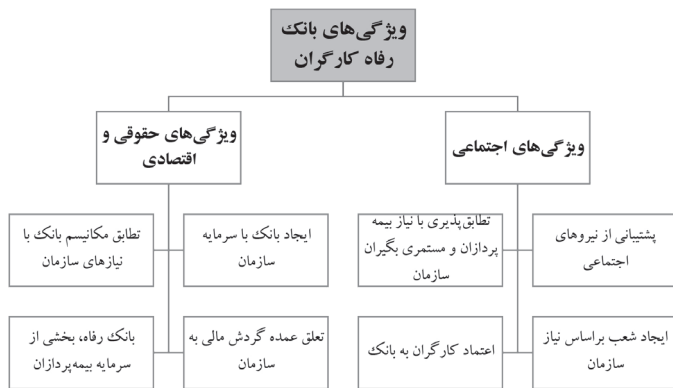 ویژگی‌های بانک
رفاه کارگران
ویژگی‌های اجتماعی
ویژگی‌های حقوقی و
اقتصادی
پشتیبانی از نیروهای
اجتماعی
تطابق‌پذیری با نیاز بیمه
پردازان و مستمری بگیران
سازمان
ایجاد شعب براساس نیاز
سازمان
اعتماد کارگران به بانک
ایجاد بانک با سرمایه
سازمان
تطابق مکانیسم بانک با
نیازهای سازمان
تعلق عمده گردش مالی به
سازمان
بانک رفاه، بخشی از
سرمایه بیمه‌پردازان